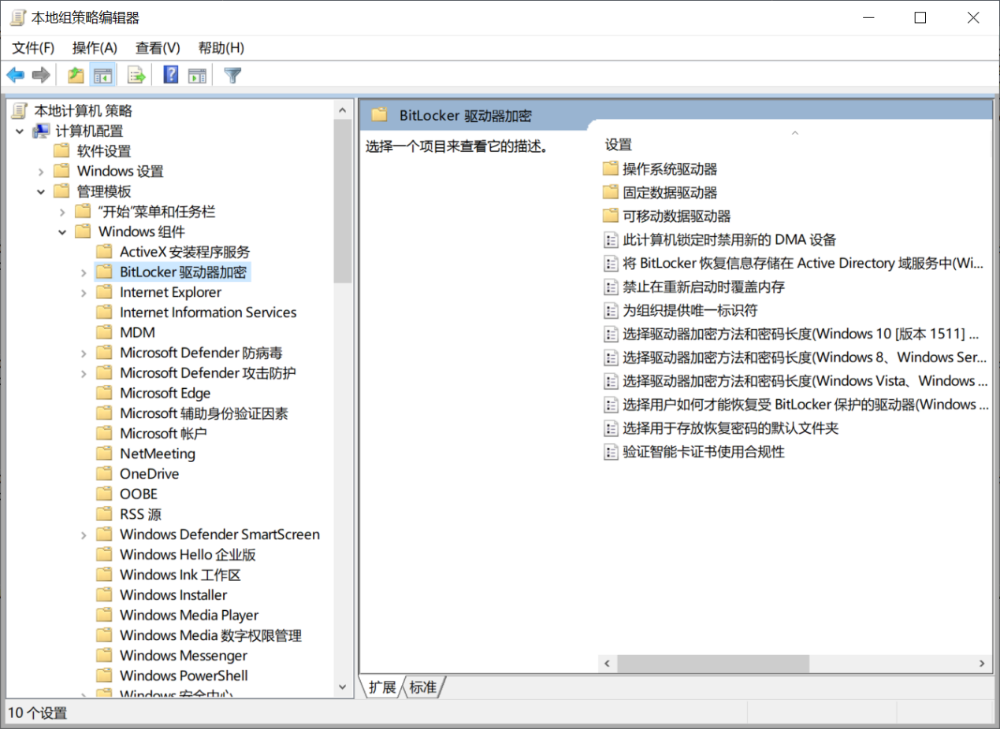 本地组策略编辑器
文件(F) 操作(A) 查看(V) 帮助(H)
本地计算机 策略
计算机配置
软件设置
Windows 设置
管理模板
“开始”菜单和任务栏
Windows 组件
ActiveX 安装程序服务
BitLocker 驱动器加密
Internet Explorer
Internet Information Services
MDM
Microsoft Defender 防病毒
Microsoft Defender 攻击防护
Microsoft Edge
Microsoft 辅助身份验证因素
Microsoft 帐户
NetMeeting
OneDrive
OOBE
RSS 源
Windows Defender SmartScreen
Windows Hello 企业版
Windows Ink 工作区
Windows Installer
Windows Media Player
Windows Media 数字权限管理
Windows Messenger
Windows PowerShell
Windows 安全中心
BitLocker 驱动器加密
选择一个项目来查看它的描述。
设置
操作系统驱动器
固定数据驱动器
可移动数据驱动器
此计算机锁定时禁用新的 DMA 设备
将 BitLocker 恢复信息存储在 Active Directory 域服务中(Wi...
禁止在重新启动时覆盖内存
为组织提供唯一标识符
选择驱动器加密方法和密码长度(Windows 10 [版本 1511] ...
选择驱动器加密方法和密码长度(Windows 8、Windows Ser...
选择驱动器加密方法和密码长度(Windows Vista、Windows ...
选择用户如何才能恢复受 BitLocker 保护的驱动器(Windows ...
选择用于存放恢复密码的默认文件夹
验证智能卡证书使用合规性
扩展 标准
10 个设置